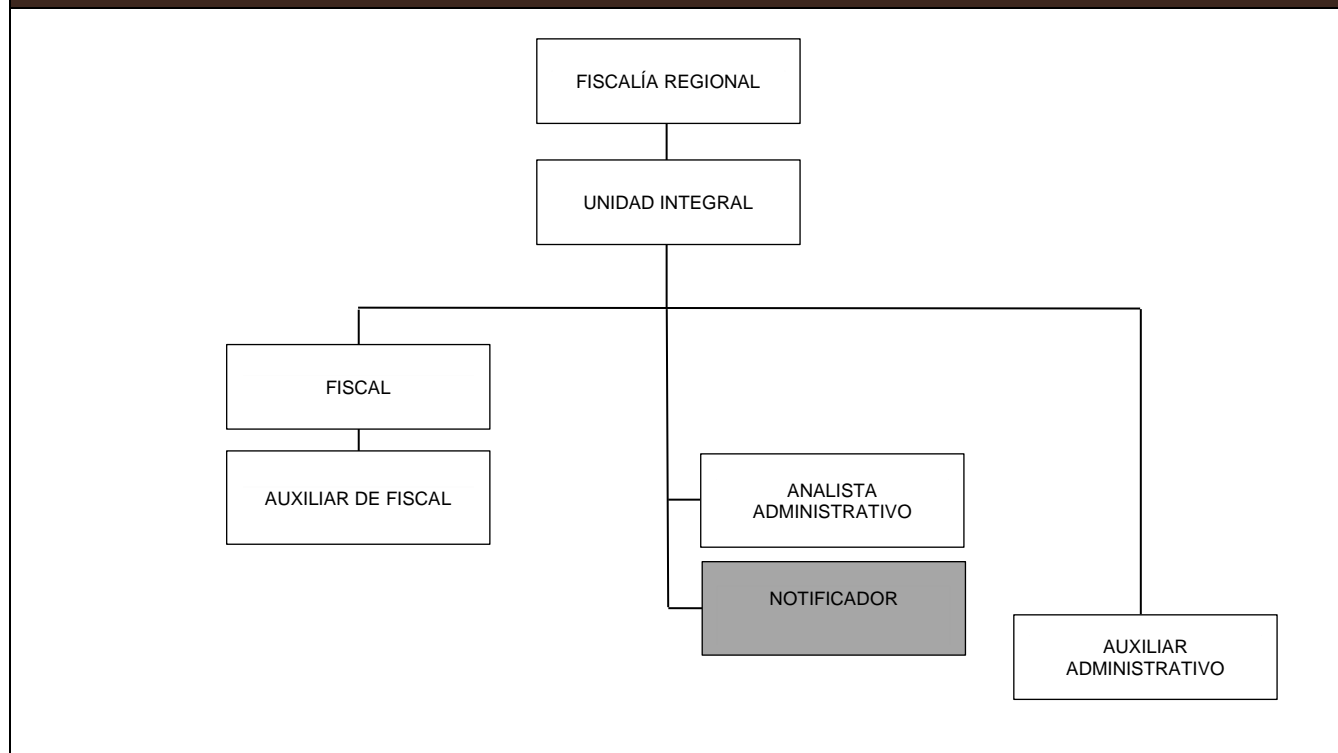 FISCALÍA REGIONAL
UNIDAD INTEGRAL
FISCAL
AUXILIAR DE FISCAL
ANALISTA
ADMINISTRATIVO
NOTIFICADOR
AUXILIAR
ADMINISTRATIVO